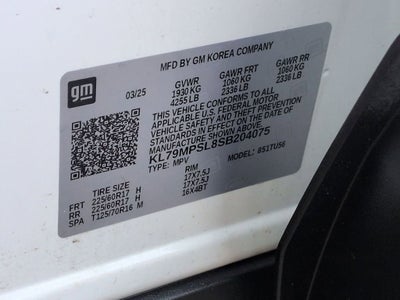 gm
MFD BY GM KOREA COMPANY
03/25 GVWR GAWR FRT GAWR RR
1930 KG 1060 KG 1060 KG
4255 LB 2336 LB 2336 LB
THIS VEHICLE CONFORMS TO ALL
APPLICABLE U.S. FEDERAL MOTOR
VEHICLE SAFETY AND THEFT PREVENTION
STANDARDS IN EFFECT ON THE DATE OF
MANUFACTURE SHOWN ABOVE.
KL79MPSL8SB204075
TYPE: MPV MODEL: 8S1TU56
TIRE SIZE RIM
FRT 225/60R17 H 17X7.5J
RR 225/60R17 H 17X7.5J
SPA T125/70R16 M 16X4BT